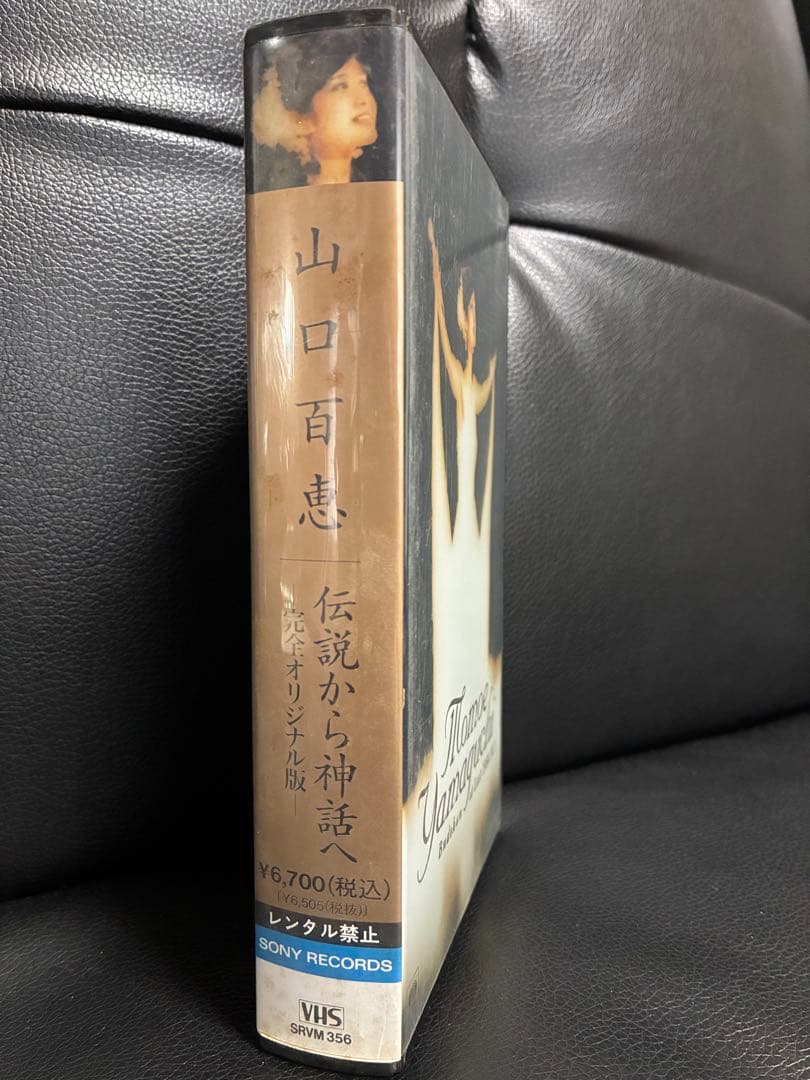 山口百恵
伝説から神話へ
—完全オリジナル版—
¥6,700(税込)
(¥6,505(税抜))
レンタル禁止
SONY RECORDS
VHS
SRVM 356
Momoe
Yamaguchi
Budokan